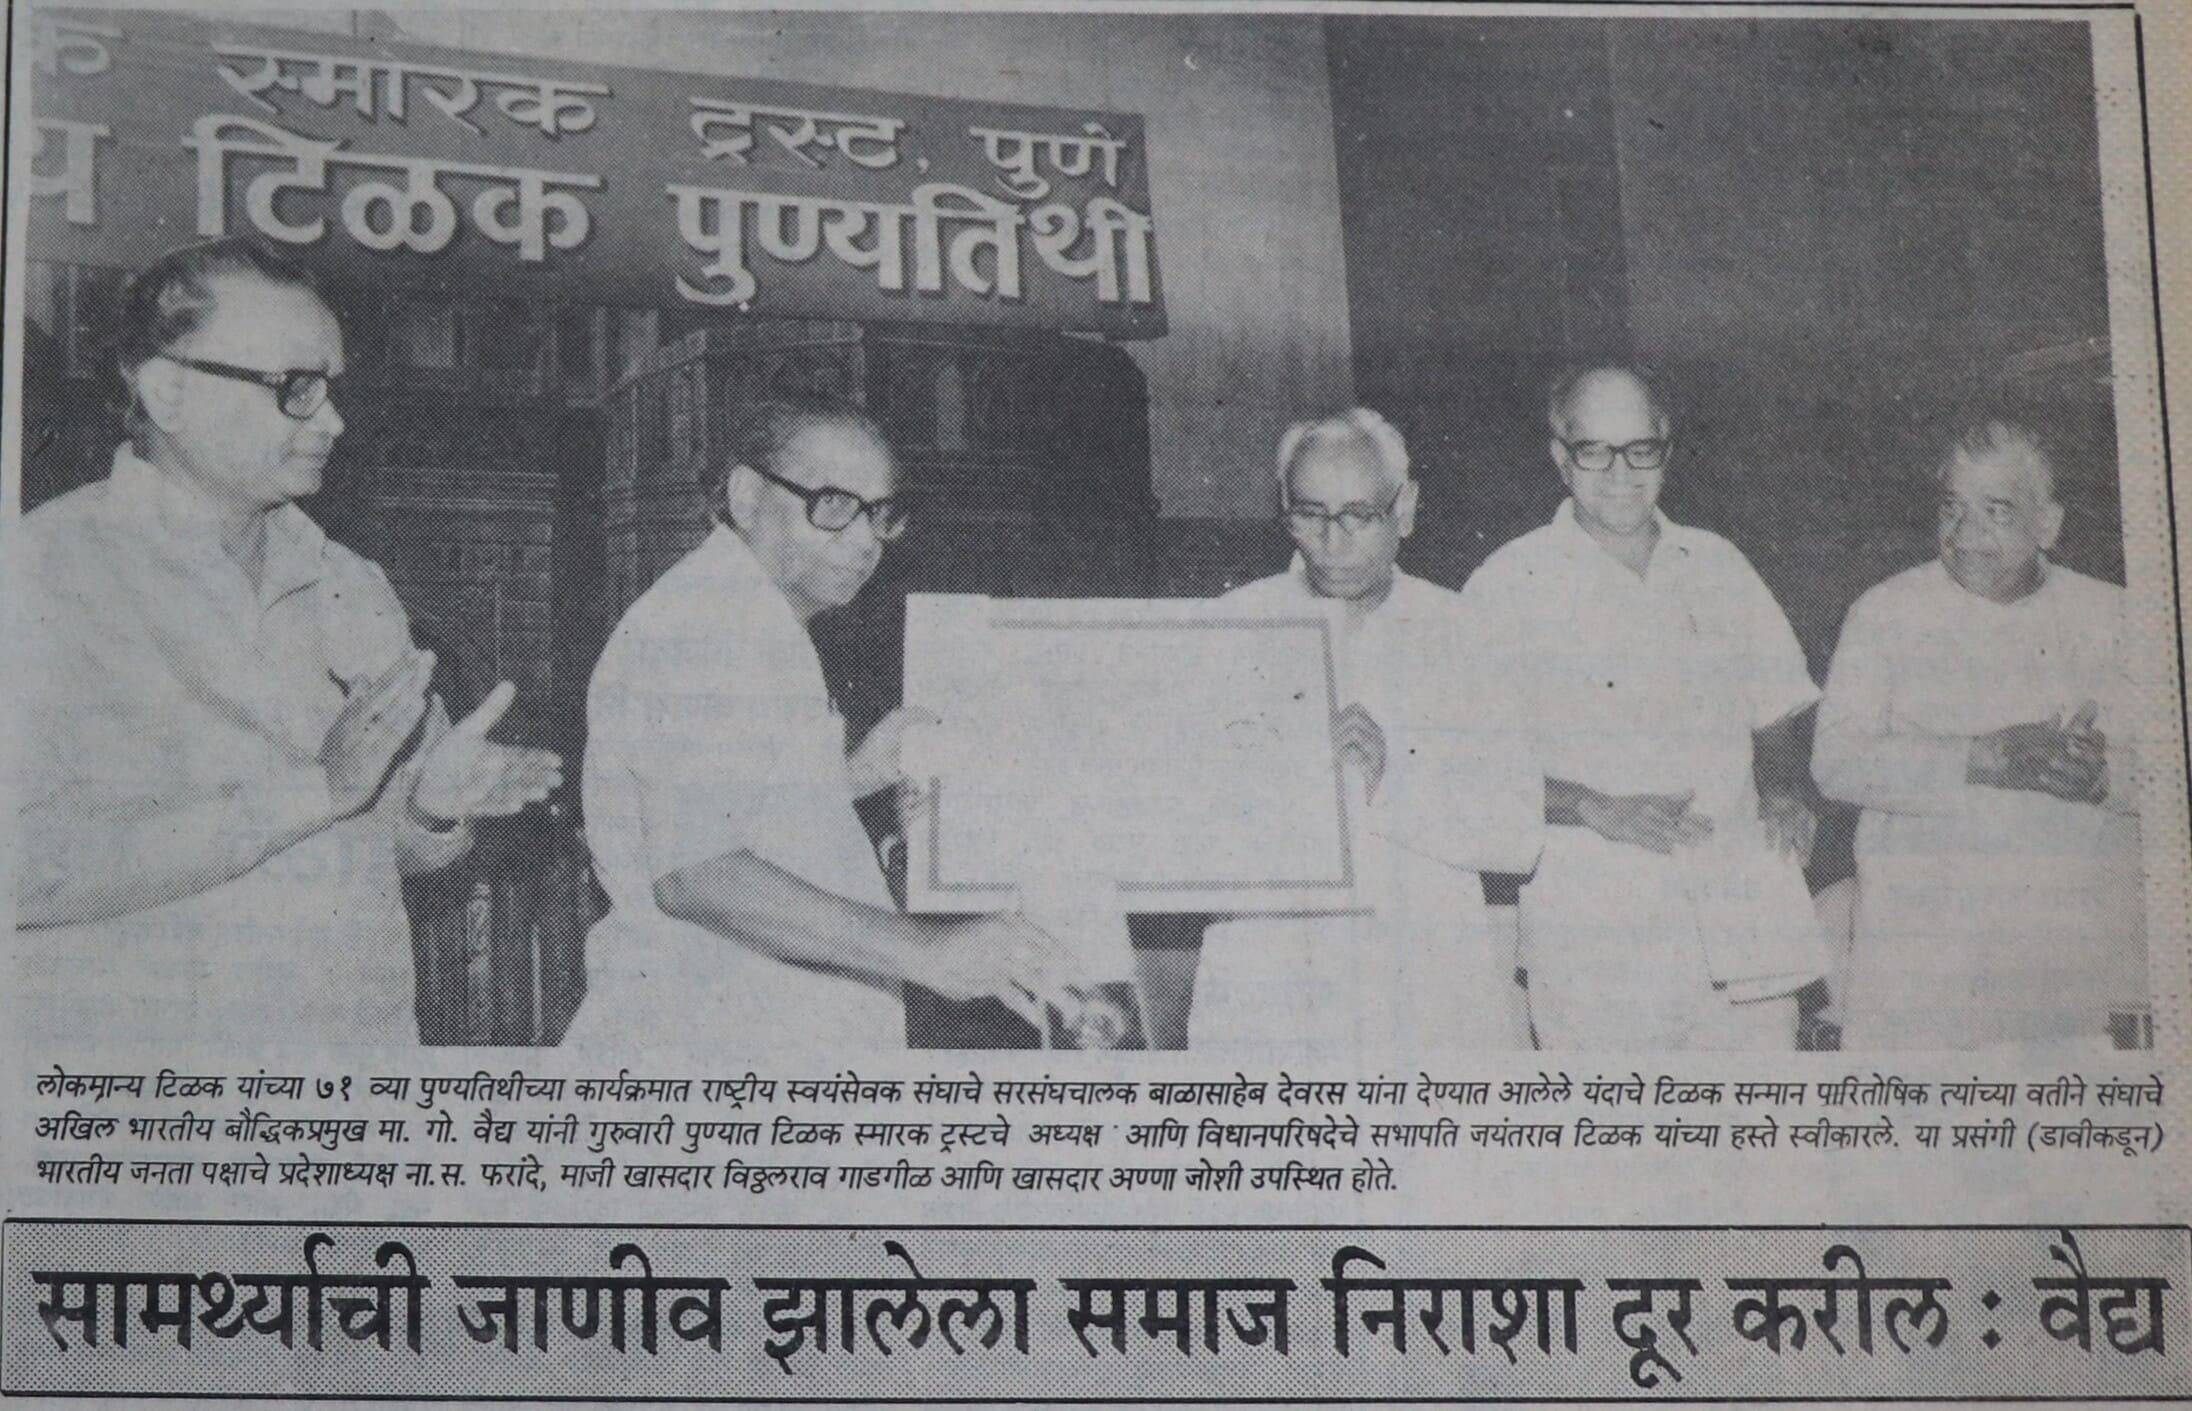 क स्मारक ट्रस्ट, पुणे
य टिळक पुण्यतिथी
लोकमान्य टिळक यांच्या ७१ व्या पुण्यतिथीच्या कार्यक्रमात राष्ट्रीय स्वयंसेवक संघाचे सरसंघचालक बाळासाहेब देवरस यांना देण्यात आलेले यंदाचे टिळक सन्मान पारितोषिक त्यांच्या वतीने संघाचे
अखिल भारतीय बौद्धिकप्रमुख मा. गो. वैद्य यांनी गुरुवारी पुण्यात टिळक स्मारक ट्रस्टचे अध्यक्ष आणि विधानपरिषदेचे सभापति जयंतराव टिळक यांच्या हस्ते स्वीकारले. या प्रसंगी (डावीकडून)
भारतीय जनता पक्षाचे प्रदेशाध्यक्ष ना. स. फरांदे, माजी खासदार विठ्ठलराव गाडगीळ आणि खासदार अण्णा जोशी उपस्थित होते.
सामर्थ्याची जाणीव झालेला समाज निराशा दूर करील : वैद्य